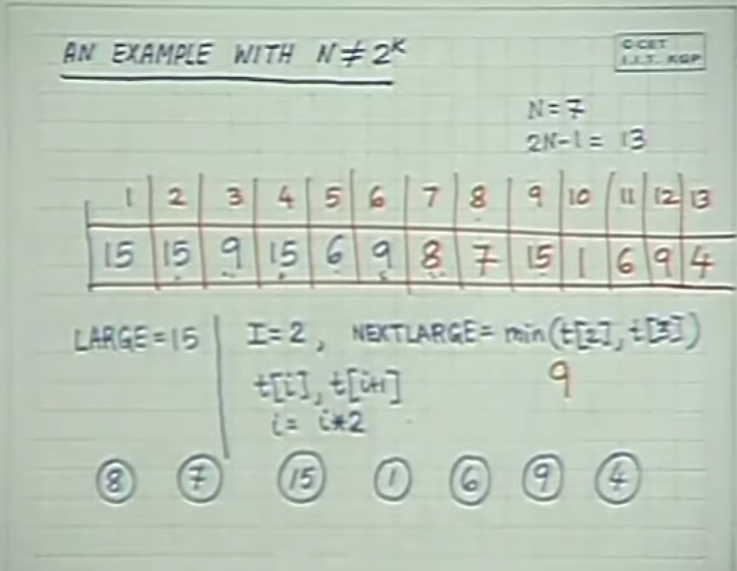 AN EXAMPLE WITH N ≠ 2^K
© CET
I.I.T. KGP
N = 7
2N-1 = 13
1 2 3 4 5 6 7 8 9 10 11 12 13
15 15 9 15 6 9 8 7 15 1 6 9 4
LARGE = 15
I = 2, NEXTLARGE = min(t[2], t[3])
t[i], t[i+1]
9
i = i*2
8 7 15 1 6 9 4